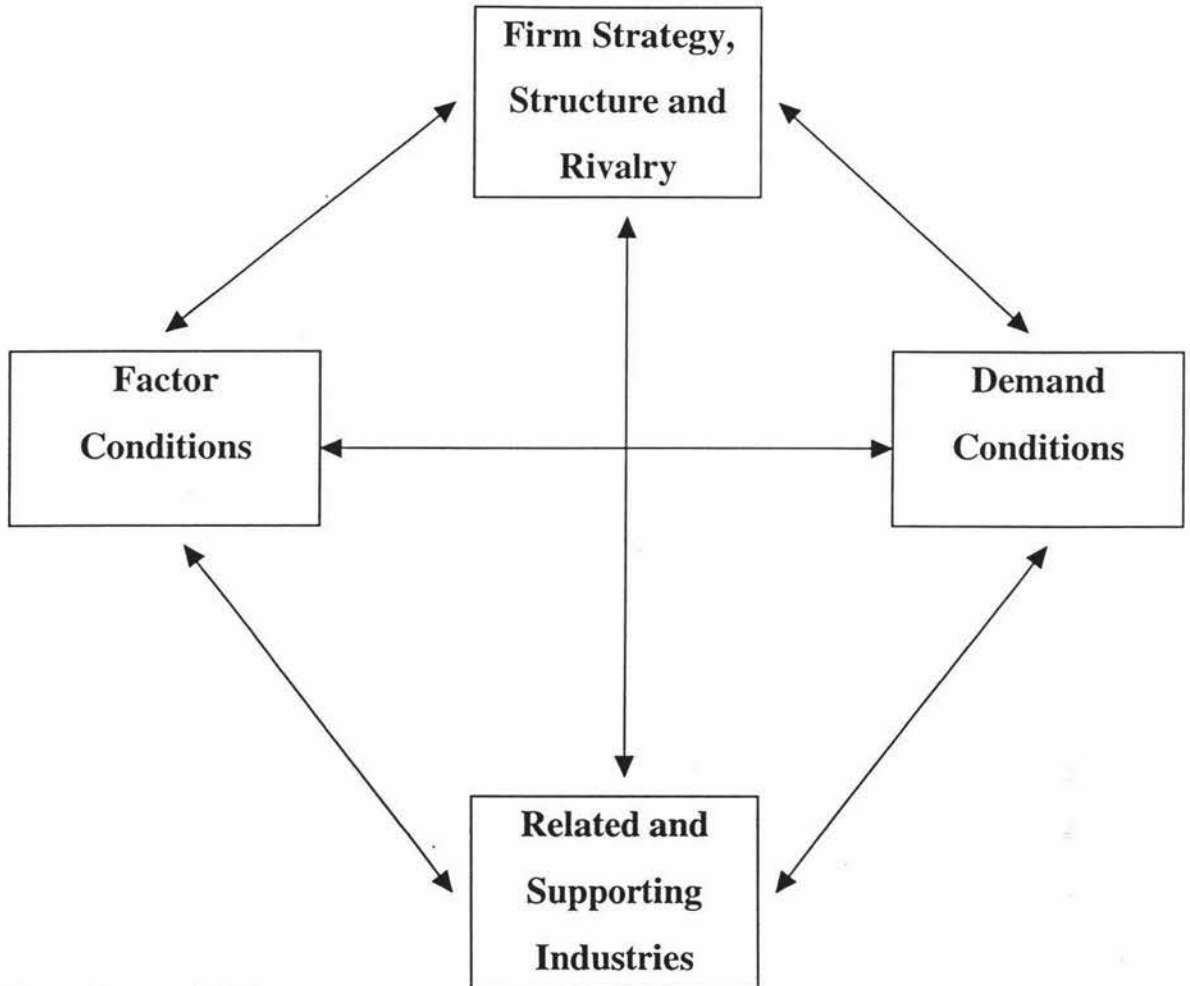 Firm Strategy,
Structure and
Rivalry
Factor
Conditions
Demand
Conditions
Related and
Supporting
Industries